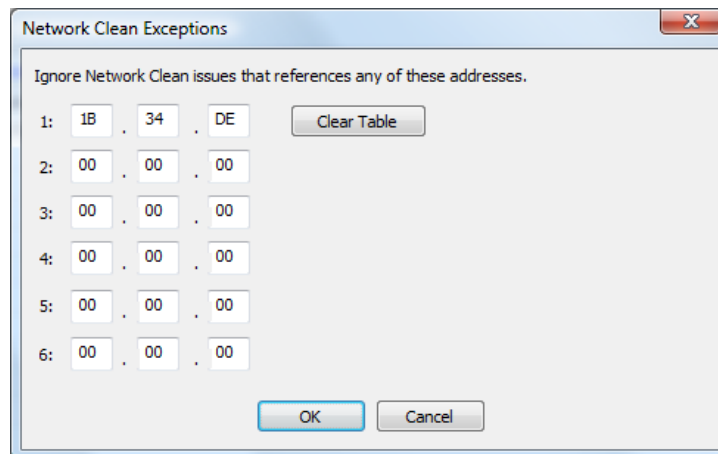 Network Clean Exceptions
X
Ignore Network Clean issues that references any of these addresses.
1: 1B . 34 . DE Clear Table
2: 00 . 00 . 00
3: 00 . 00 . 00
4: 00 . 00 . 00
5: 00 . 00 . 00
6: 00 . 00 . 00
OK Cancel